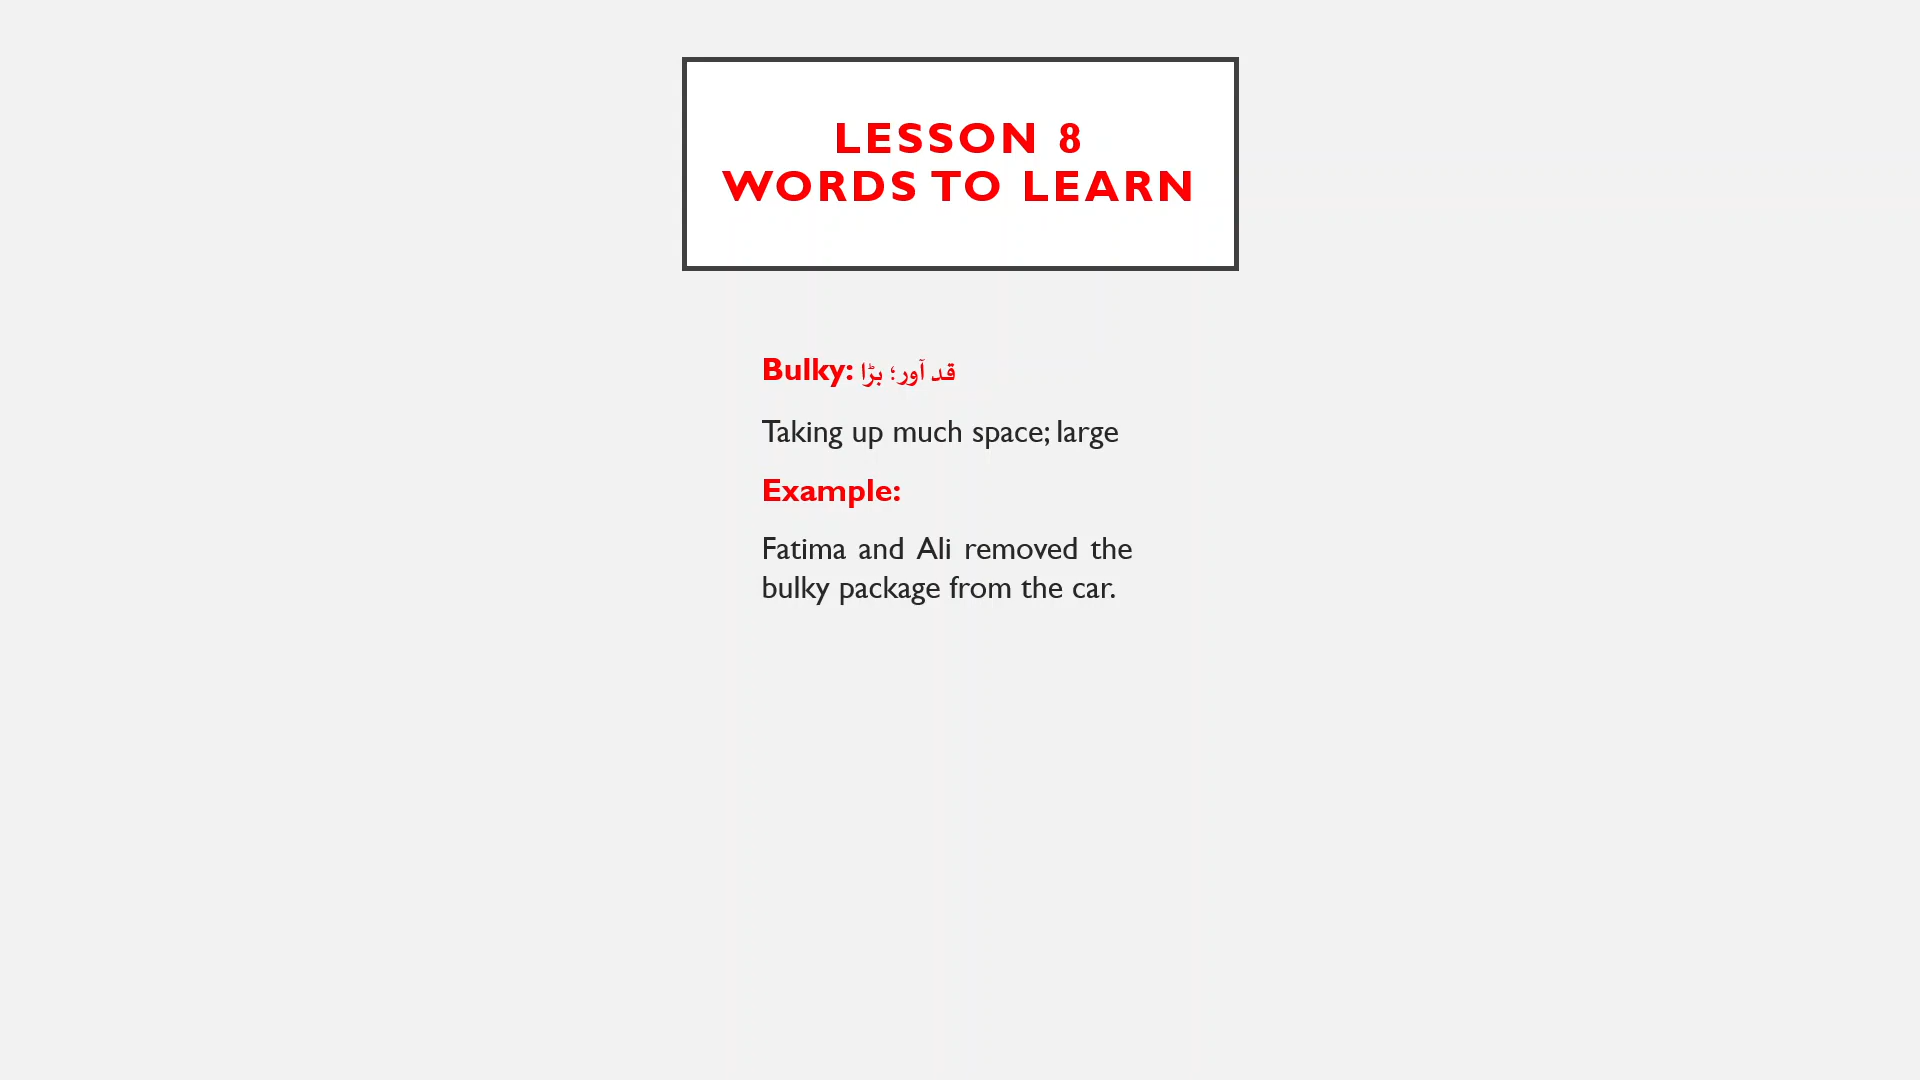 LESSON 8
WORDS TO LEARN
Bulky: قد آور؛ بڑا
Taking up much space; large
Example:
Fatima and Ali removed the
bulky package from the car.